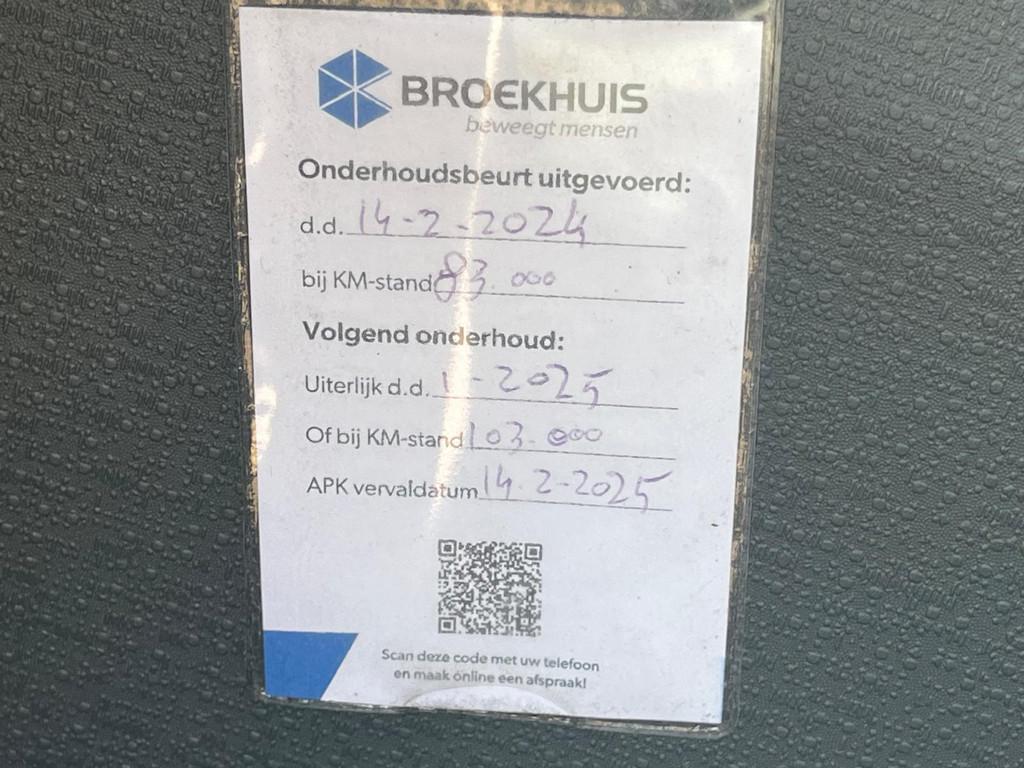 BROEKHUIS
beweegt mensen
Onderhoudsbeurt uitgevoerd:
d.d. 14-2-2024
bij KM-stand 83.000
Volgend onderhoud:
Uiterlijk d.d. -2025
Of bij KM-stand 103.000
APK vervaldatum 14.2-2025
Scan deze code met uw telefoon
en maak online een afspraak!